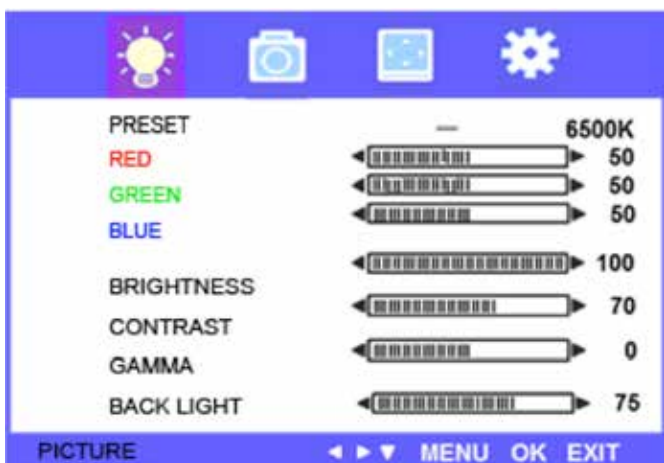 PRESET — 6500K
RED 50
GREEN 50
BLUE 50
BRIGHTNESS 100
CONTRAST 70
GAMMA 0
BACK LIGHT 75
PICTURE ◄ ► ▼ MENU OK EXIT